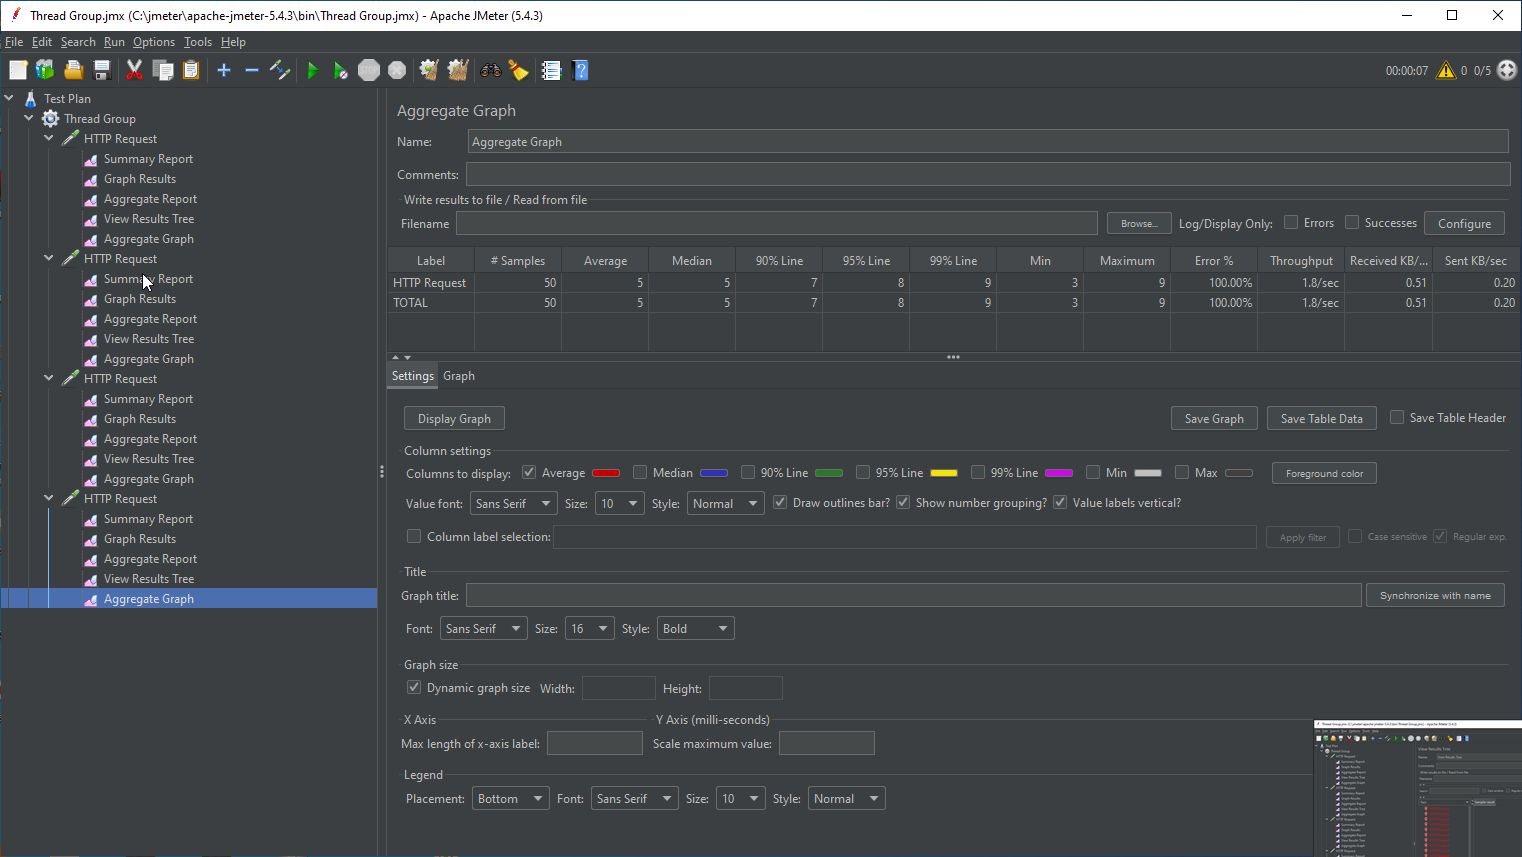 Thread Group.jmx (C:\jmeter\apache-jmeter-5.4.3\bin\Thread Group.jmx) - Apache JMeter (5.4.3)
File Edit Search Run Options Tools Help
STOP
00:00:07 0 0/5
Test Plan
Thread Group
HTTP Request
Summary Report
Graph Results
Aggregate Report
View Results Tree
Aggregate Graph
HTTP Request
Summary Report
Graph Results
Aggregate Report
View Results Tree
Aggregate Graph
HTTP Request
Summary Report
Graph Results
Aggregate Report
View Results Tree
Aggregate Graph
HTTP Request
Summary Report
Graph Results
Aggregate Report
View Results Tree
Aggregate Graph
Aggregate Graph
Name: Aggregate Graph
Comments:
Write results to file / Read from file
Filename Browse... Log/Display Only: Errors Successes Configure
Label # Samples Average Median 90% Line 95% Line 99% Line Min Maximum Error % Throughput Received KB/... Sent KB/sec
HTTP Request 50 5 5 7 8 9 3 9 100.00% 1.8/sec 0.51 0.20
TOTAL 50 5 5 7 8 9 3 9 100.00% 1.8/sec 0.51 0.20
Settings Graph
Display Graph Save Graph Save Table Data Save Table Header
Column settings
Columns to display: Average Median 90% Line 95% Line 99% Line Min Max Foreground color
Value font: Sans Serif Size: 10 Style: Normal Draw outlines bar? Show number grouping? Value labels vertical?
Column label selection: Apply filter Case sensitive Regular exp.
Title
Graph title: Synchronize with name
Font: Sans Serif Size: 16 Style: Bold
Graph size
Dynamic graph size Width: Height:
X Axis Y Axis (milli-seconds)
Max length of x-axis label: Scale maximum value:
Legend
Placement: Bottom Font: Sans Serif Size: 10 Style: Normal